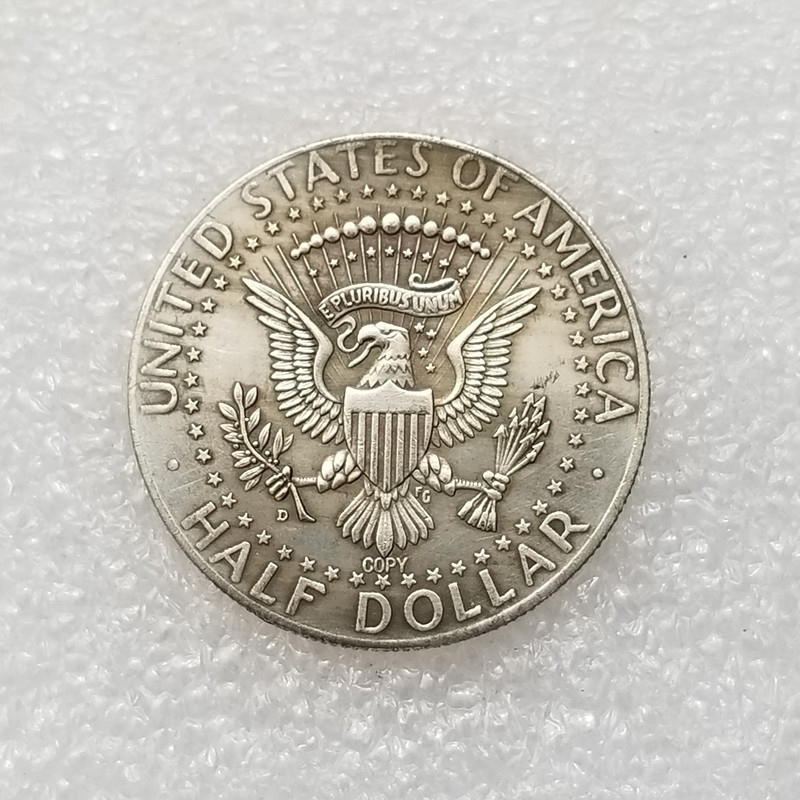 UNITED STATES OF AMERICA
E PLURIBUS UNUM
D
FG
COPY
HALF DOLLAR